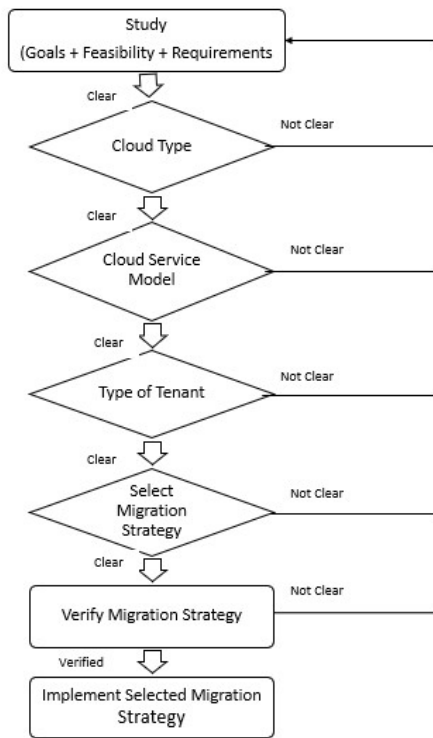 Study
(Goals + Feasibility + Requirements
Clear
Not Clear
Cloud Type
Clear
Not Clear
Cloud Service
Model
Clear
Not Clear
Type of Tenant
Clear
Not Clear
Select
Migration
Strategy
Clear
Not Clear
Verify Migration Strategy
Verified
Implement Selected Migration
Strategy